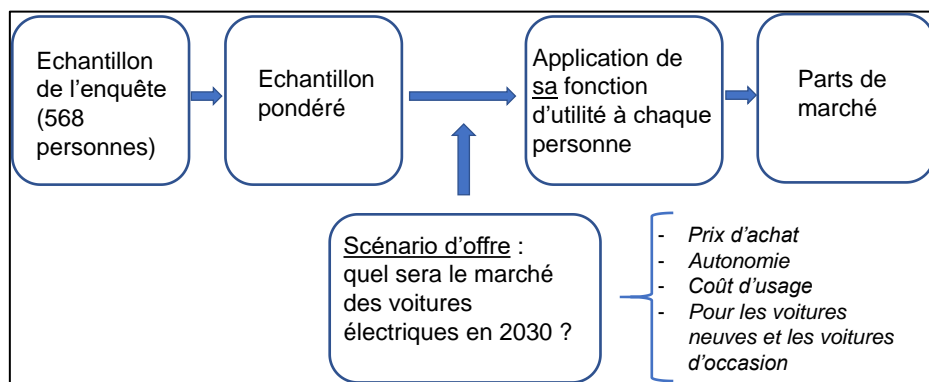 Echantillon
de l'enquête
(568
personnes)
Echantillon
pondéré
Application de
sa fonction
d'utilité à chaque
personne
Parts de
marché
Scénario d'offre :
quel sera le marché
des voitures
électriques en 2030 ?
- Prix d'achat
- Autonomie
- Coût d'usage
- Pour les voitures
neuves et les voitures
d'occasion